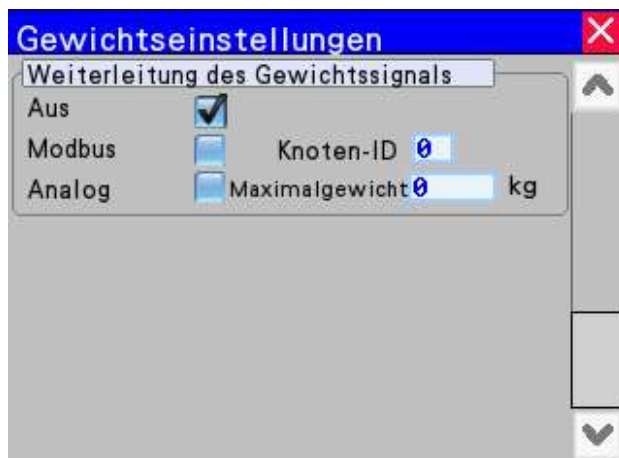 Gewichtseinstellungen
Weiterleitung des Gewichtssignals
Aus
Modbus Knoten-ID 0
Analog Maximalgewicht 0 kg